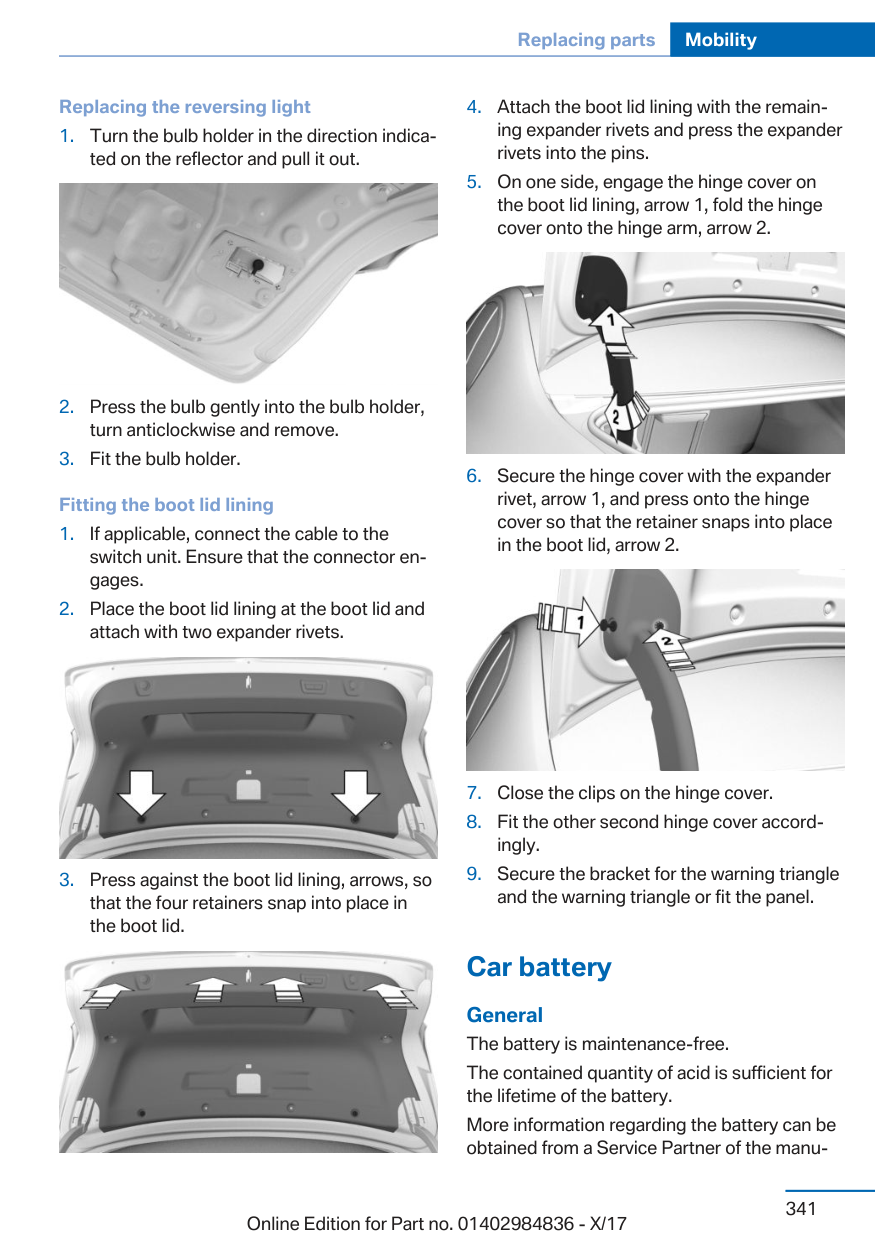 Replacing parts
Mobility
Replacing the reversing light
1. Turn the bulb holder in the direction indica-
ted on the reflector and pull it out.
2. Press the bulb gently into the bulb holder,
turn anticlockwise and remove.
3. Fit the bulb holder.
Fitting the boot lid lining
1. If applicable, connect the cable to the
switch unit. Ensure that the connector en-
gages.
2. Place the boot lid lining at the boot lid and
attach with two expander rivets.
3. Press against the boot lid lining, arrows, so
that the four retainers snap into place in
the boot lid.
4. Attach the boot lid lining with the remain-
ing expander rivets and press the expander
rivets into the pins.
5. On one side, engage the hinge cover on
the boot lid lining, arrow 1, fold the hinge
cover onto the hinge arm, arrow 2.
1
2
6. Secure the hinge cover with the expander
rivet, arrow 1, and press onto the hinge
cover so that the retainer snaps into place
in the boot lid, arrow 2.
1
2
7. Close the clips on the hinge cover.
8. Fit the other second hinge cover accord-
ingly.
9. Secure the bracket for the warning triangle
and the warning triangle or fit the panel.
Car battery
General
The battery is maintenance-free.
The contained quantity of acid is sufficient for
the lifetime of the battery.
More information regarding the battery can be
obtained from a Service Partner of the manu-
341
Online Edition for Part no. 01402984836 - X/17